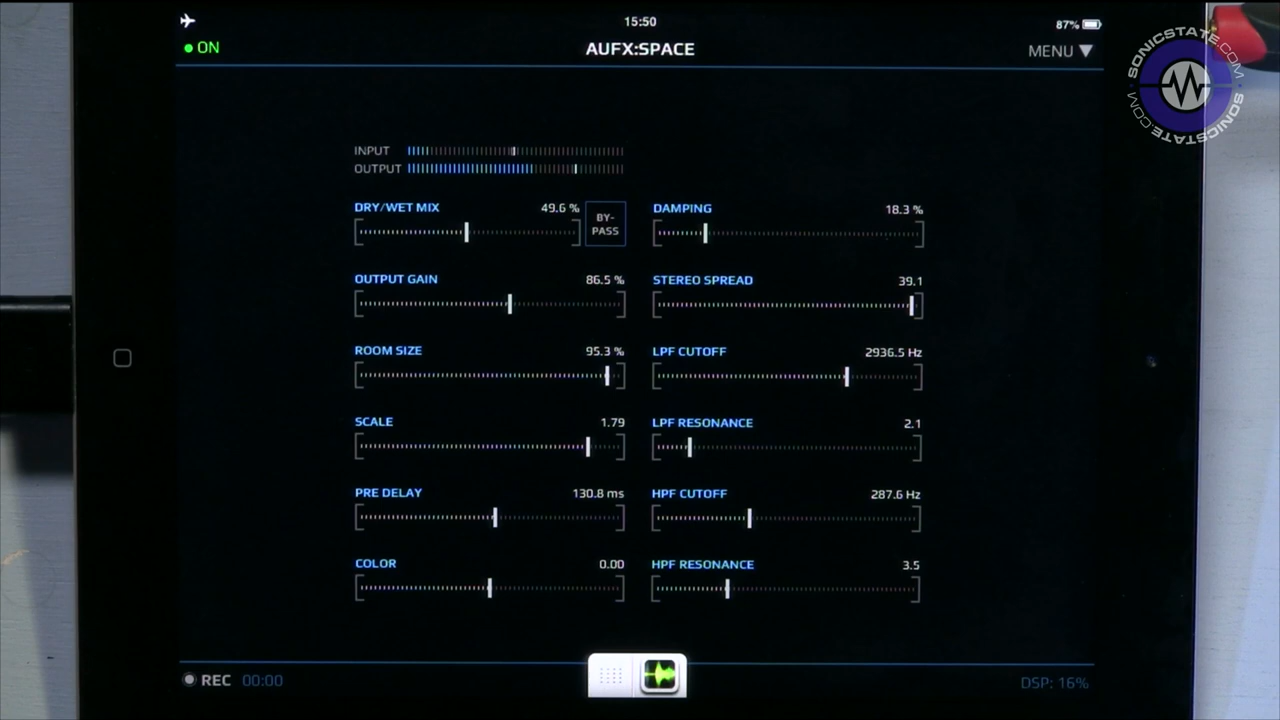 15:50
87%
ON
AUFX:SPACE
MENU
SONICSTATE.COM
SONICSTATE.COM
INPUT
OUTPUT
DRY/WET MIX 49.6 %
BY-
PASS
DAMPING 18.3 %
OUTPUT GAIN 86.5 %
STEREO SPREAD 39.1
ROOM SIZE 95.3 %
LPF CUTOFF 2936.5 Hz
SCALE 1.79
LPF RESONANCE 2.1
PRE DELAY 130.8 ms
HPF CUTOFF 287.6 Hz
COLOR 0.00
HPF RESONANCE 3.5
REC 00:00
DSP: 16%